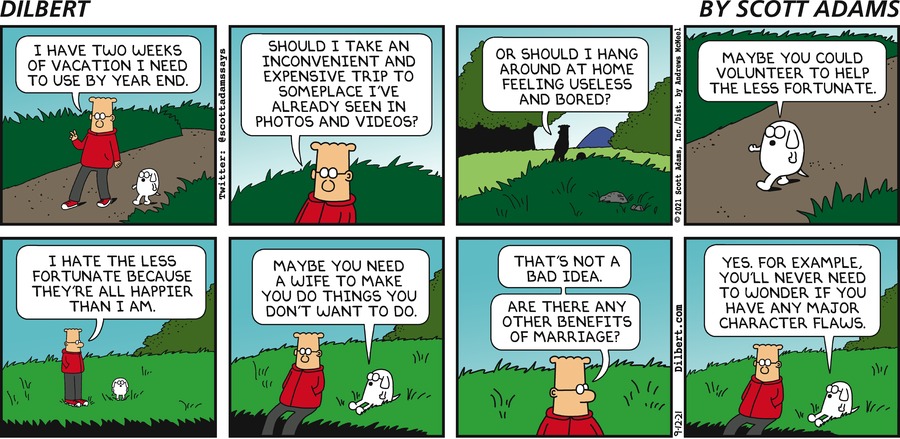 DILBERT
BY SCOTT ADAMS
I HAVE TWO WEEKS
OF VACATION I NEED
TO USE BY YEAR END.
Twitter: @scottadamssays
SHOULD I TAKE AN
INCONVENIENT AND
EXPENSIVE TRIP TO
SOMEPLACE I'VE
ALREADY SEEN IN
PHOTOS AND VIDEOS?
OR SHOULD I HANG
AROUND AT HOME
FEELING USELESS
AND BORED?
©2021 Scott Adams, Inc./Dist. by Andrews McMeel
MAYBE YOU COULD
VOLUNTEER TO HELP
THE LESS FORTUNATE.
I HATE THE LESS
FORTUNATE BECAUSE
THEY'RE ALL HAPPIER
THAN I AM.
MAYBE YOU NEED
A WIFE TO MAKE
YOU DO THINGS YOU
DON'T WANT TO DO.
THAT'S NOT A
BAD IDEA.
ARE THERE ANY
OTHER BENEFITS
OF MARRIAGE?
Dilbert.com
9-12-21
YES. FOR EXAMPLE,
YOU'LL NEVER NEED
TO WONDER IF YOU
HAVE ANY MAJOR
CHARACTER FLAWS.